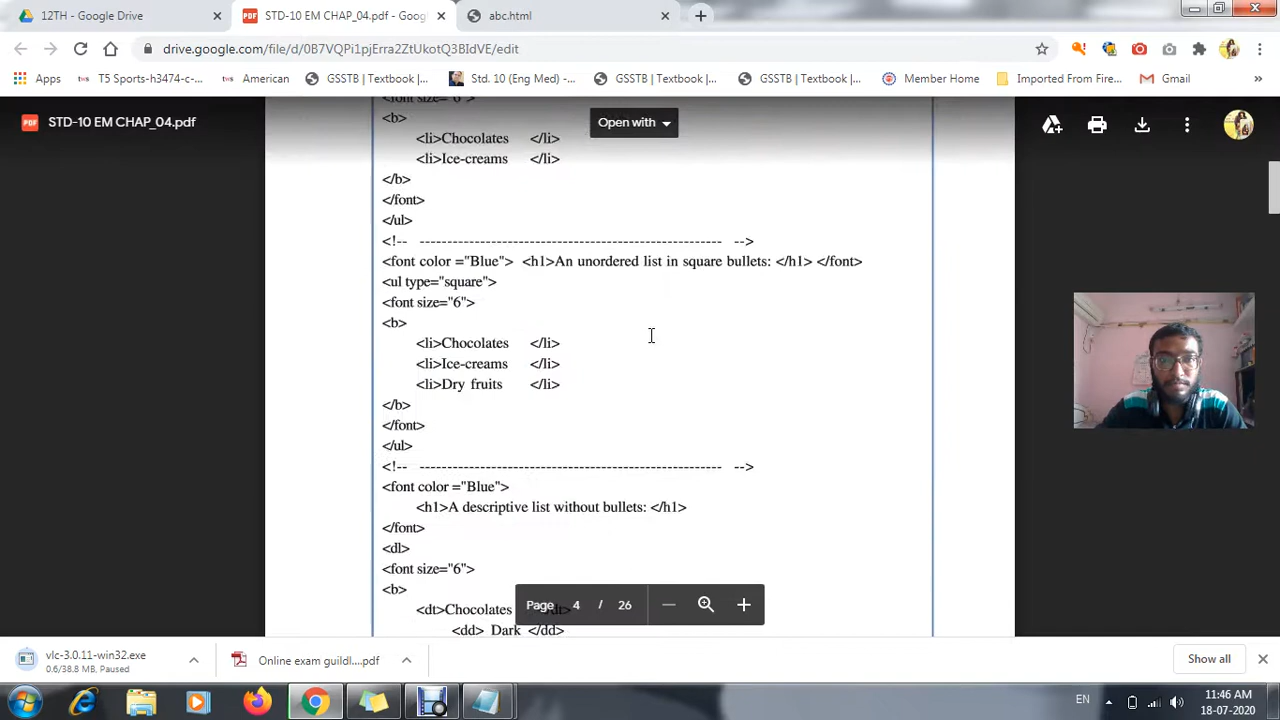 12TH - Google Drive
STD-10 EM CHAP_04.pdf - Goog
abc.html
drive.google.com/file/d/0B7VQPi1pjErra2ZtUkotQ3BIdVE/edit
Apps
T5 Sports-h3474-c-...
American
GSSTB | Textbook |...
Std. 10 (Eng Med) -...
GSSTB | Textbook |...
GSSTB | Textbook |...
Member Home
Imported From Fire...
Gmail
STD-10 EM CHAP_04.pdf
Open with
<font size="6">
<b>
<li>Chocolates </li>
<li>Ice-creams </li>
</b>
</font>
</ul>
<!-- ------------------------------------------------------ -->
<font color ="Blue"> <h1>An unordered list in square bullets: </h1> </font>
<ul type="square">
<font size="6">
<b>
<li>Chocolates </li>
<li>Ice-creams </li>
<li>Dry fruits </li>
</b>
</font>
</ul>
<!-- ------------------------------------------------------ -->
<font color ="Blue">
<h1>A descriptive list without bullets: </h1>
</font>
<dl>
<font size="6">
<b>
<dt>Chocolates </dt>
<dd> Dark </dd>
Page 4 / 26
vlc-3.0.11-win32.exe
0.6/38.8 MB, Paused
Online exam guildl....pdf
Show all
EN
11:46 AM
18-07-2020